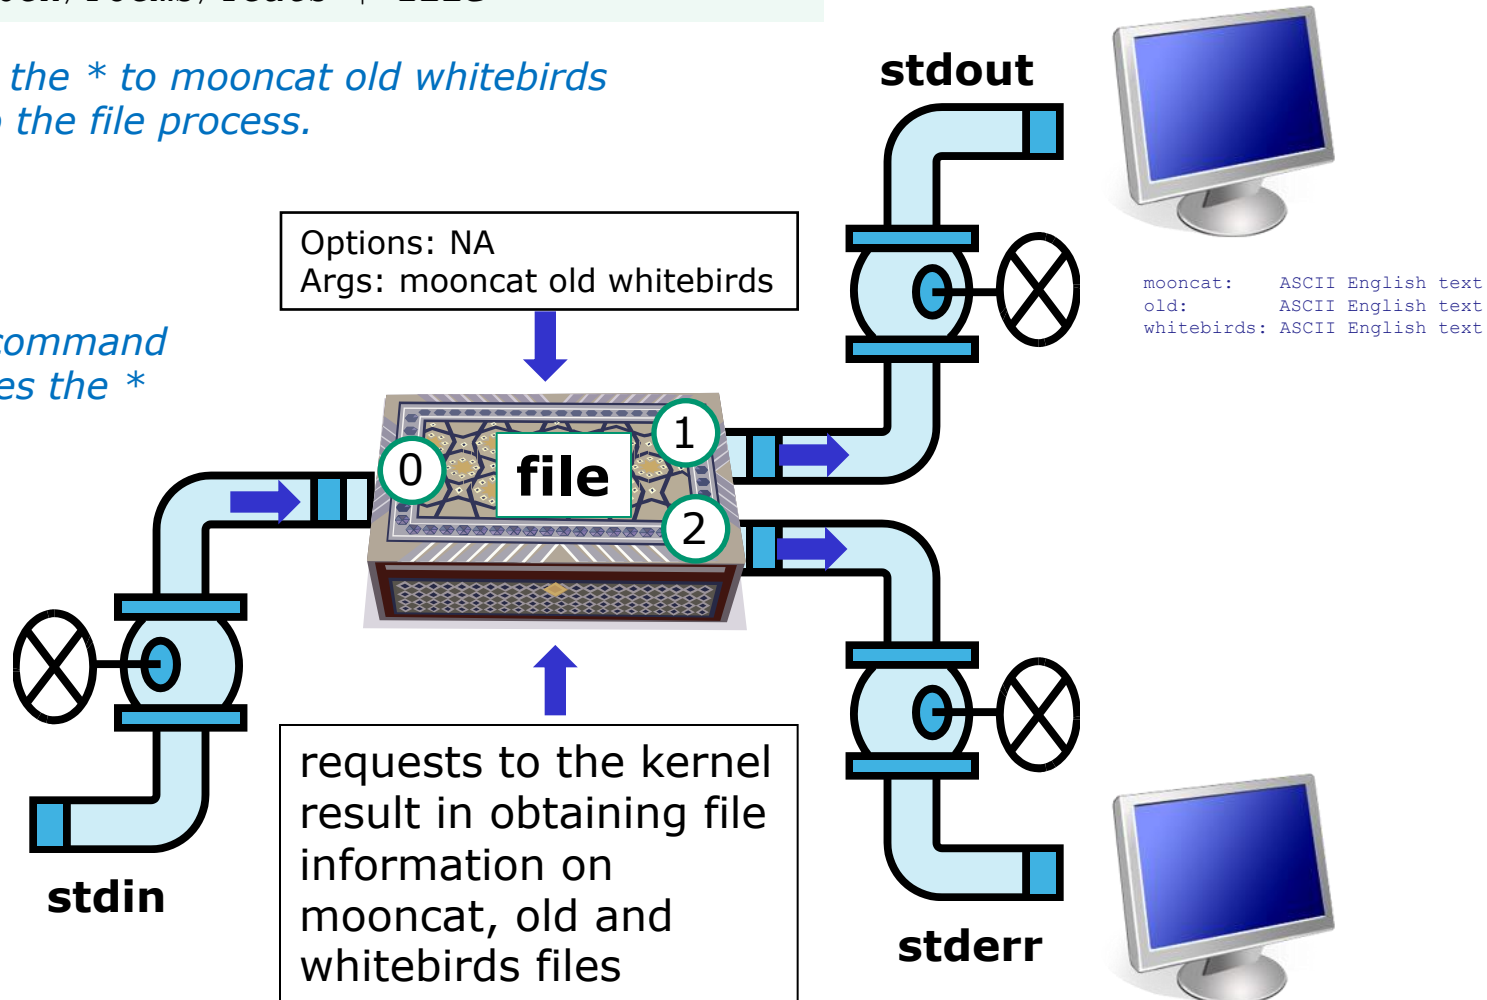 the * to mooncat old whitebirds
the file process.
stdout
Options: NA
Args: mooncat old whitebirds
mooncat: ASCII English text
old: ASCII English text
whitebirds: ASCII English text
command
the *
0
file
1
2
requests to the kernel
result in obtaining file
information on
mooncat, old and
whitebirds files
stdin
stderr